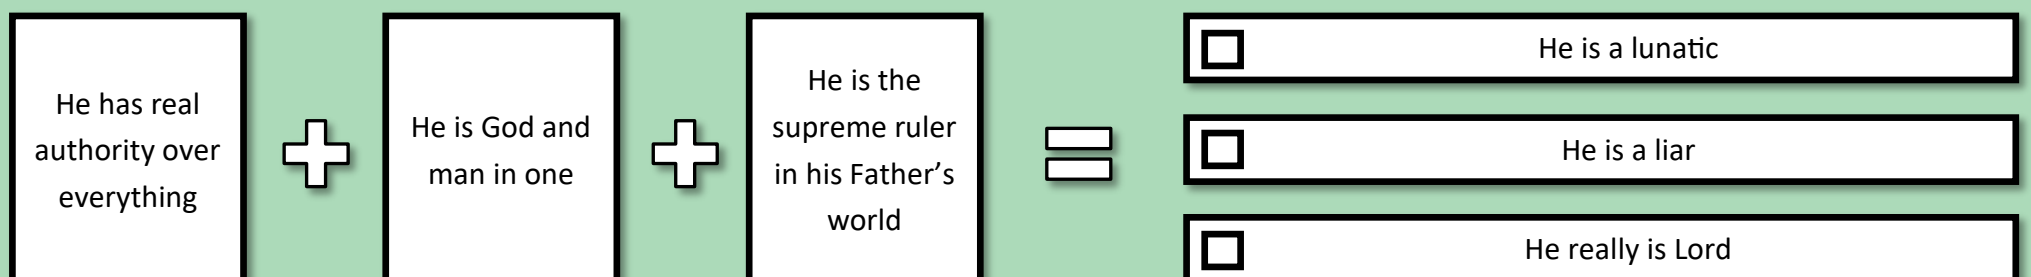 He has real
authority over
everything
He is God and
man in one
He is the
supreme ruler
in his Father's
world
He is a lunatic
He is a liar
He really is Lord